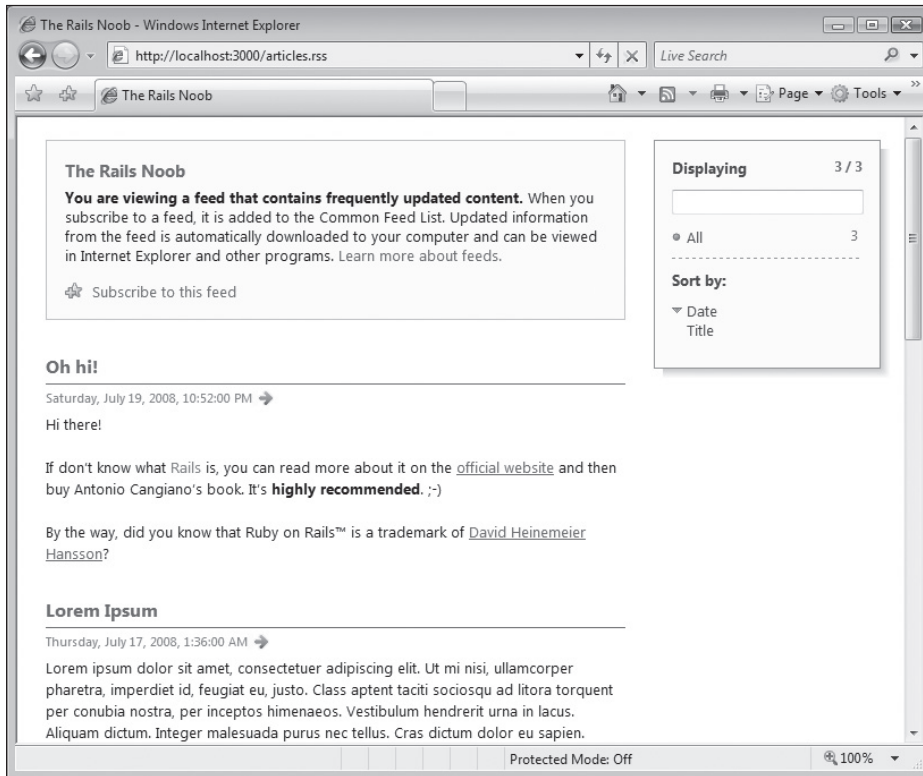 The Rails Noob - Windows Internet Explorer
http://localhost:3000/articles.rss
Live Search
The Rails Noob
Page
Tools
The Rails Noob
You are viewing a feed that contains frequently updated content. When you
subscribe to a feed, it is added to the Common Feed List. Updated information
from the feed is automatically downloaded to your computer and can be viewed
in Internet Explorer and other programs. Learn more about feeds.
Subscribe to this feed
Displaying 3 / 3
All 3
Sort by:
Date
Title
Oh hi!
Saturday, July 19, 2008, 10:52:00 PM
Hi there!
If don't know what Rails is, you can read more about it on the official website and then
buy Antonio Cangiano's book. It's highly recommended. ;-)
By the way, did you know that Ruby on Rails™ is a trademark of David Heinemeier
Hansson?
Lorem Ipsum
Thursday, July 17, 2008, 1:36:00 AM
Lorem ipsum dolor sit amet, consectetuer adipiscing elit. Ut mi nisi, ullamcorper
pharetra, imperdiet id, feugiat eu, justo. Class aptent taciti sociosqu ad litora torquent
per conubia nostra, per inceptos himenaeos. Vestibulum hendrerit urna in lacus.
Aliquam dictum. Integer malesuada purus nec tellus. Cras dictum dolor eu sapien.
Protected Mode: Off
100%